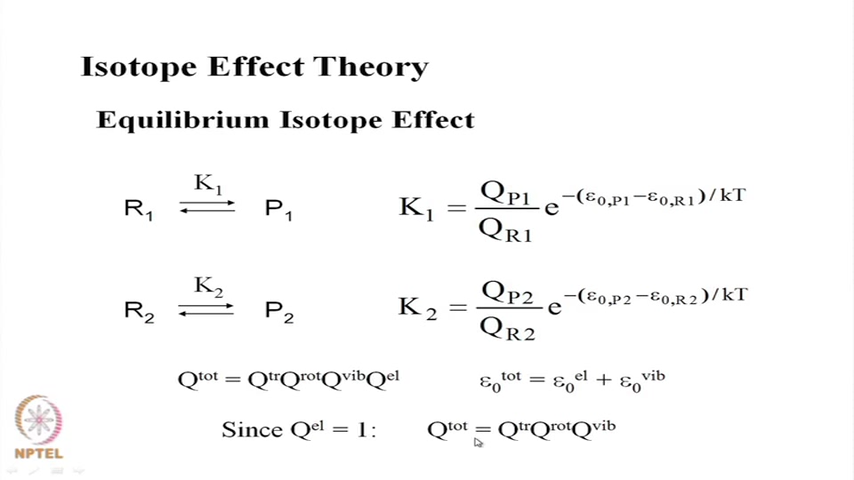 Isotope Effect Theory
Equilibrium Isotope Effect
R₁ ⇌ P₁ K₁ K₁ = Q_P1 / Q_R1 e^−(ε₀,P1−ε₀,R1)/kT
R₂ ⇌ P₂ K₂ K₂ = Q_P2 / Q_R2 e^−(ε₀,P2−ε₀,R2)/kT
Q^tot = Q^tr Q^rot Q^vib Q^el ε₀^tot = ε₀^el + ε₀^vib
Since Q^el = 1: Q^tot = Q^tr Q^rot Q^vib
NPTEL